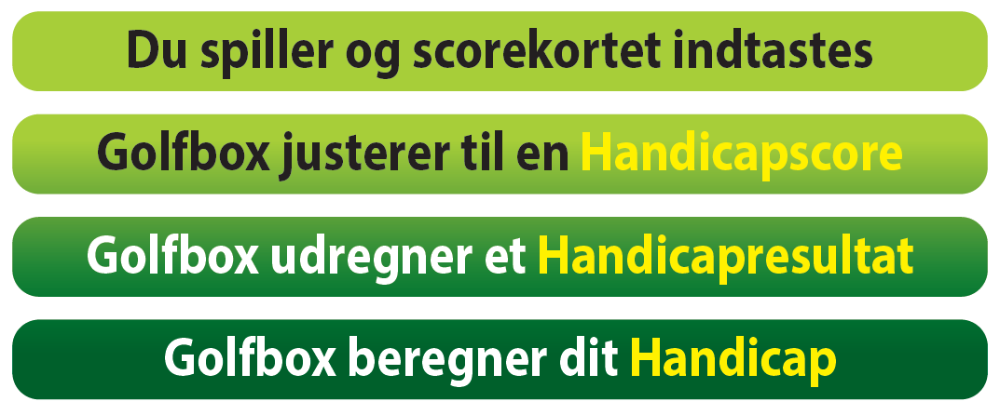 Du spiller og scorekortet indtastes
Golfbox justerer til en Handicapscore
Golfbox udregner et Handicapresultat
Golfbox beregner dit Handicap